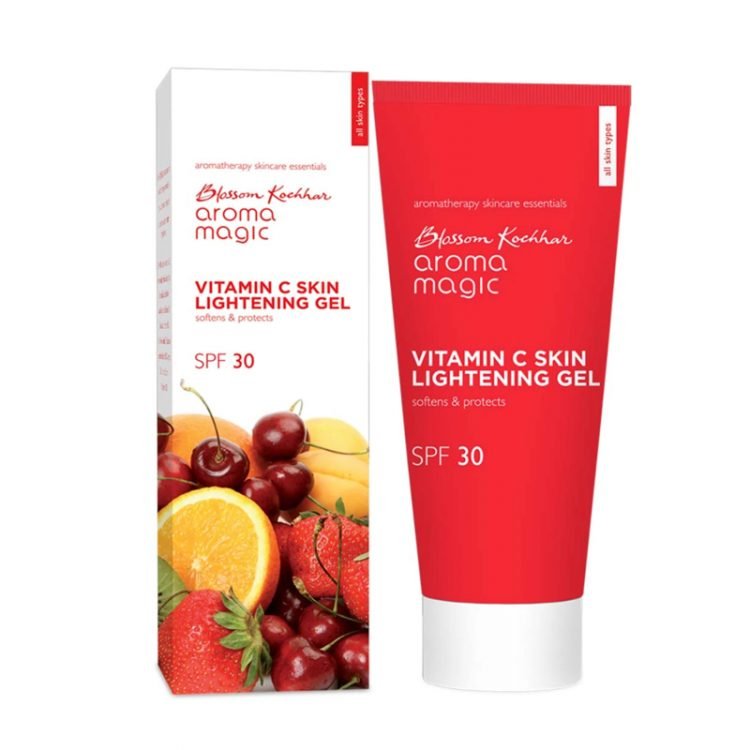 all skin types
aromatherapy skincare essentials
Blossom Kochhar
aroma
magic
VITAMIN C SKIN
LIGHTENING GEL
softens & protects
SPF 30
all skin types
aromatherapy skincare essentials
Blossom Kochhar
aroma
magic
VITAMIN C SKIN
LIGHTENING GEL
softens & protects
SPF 30